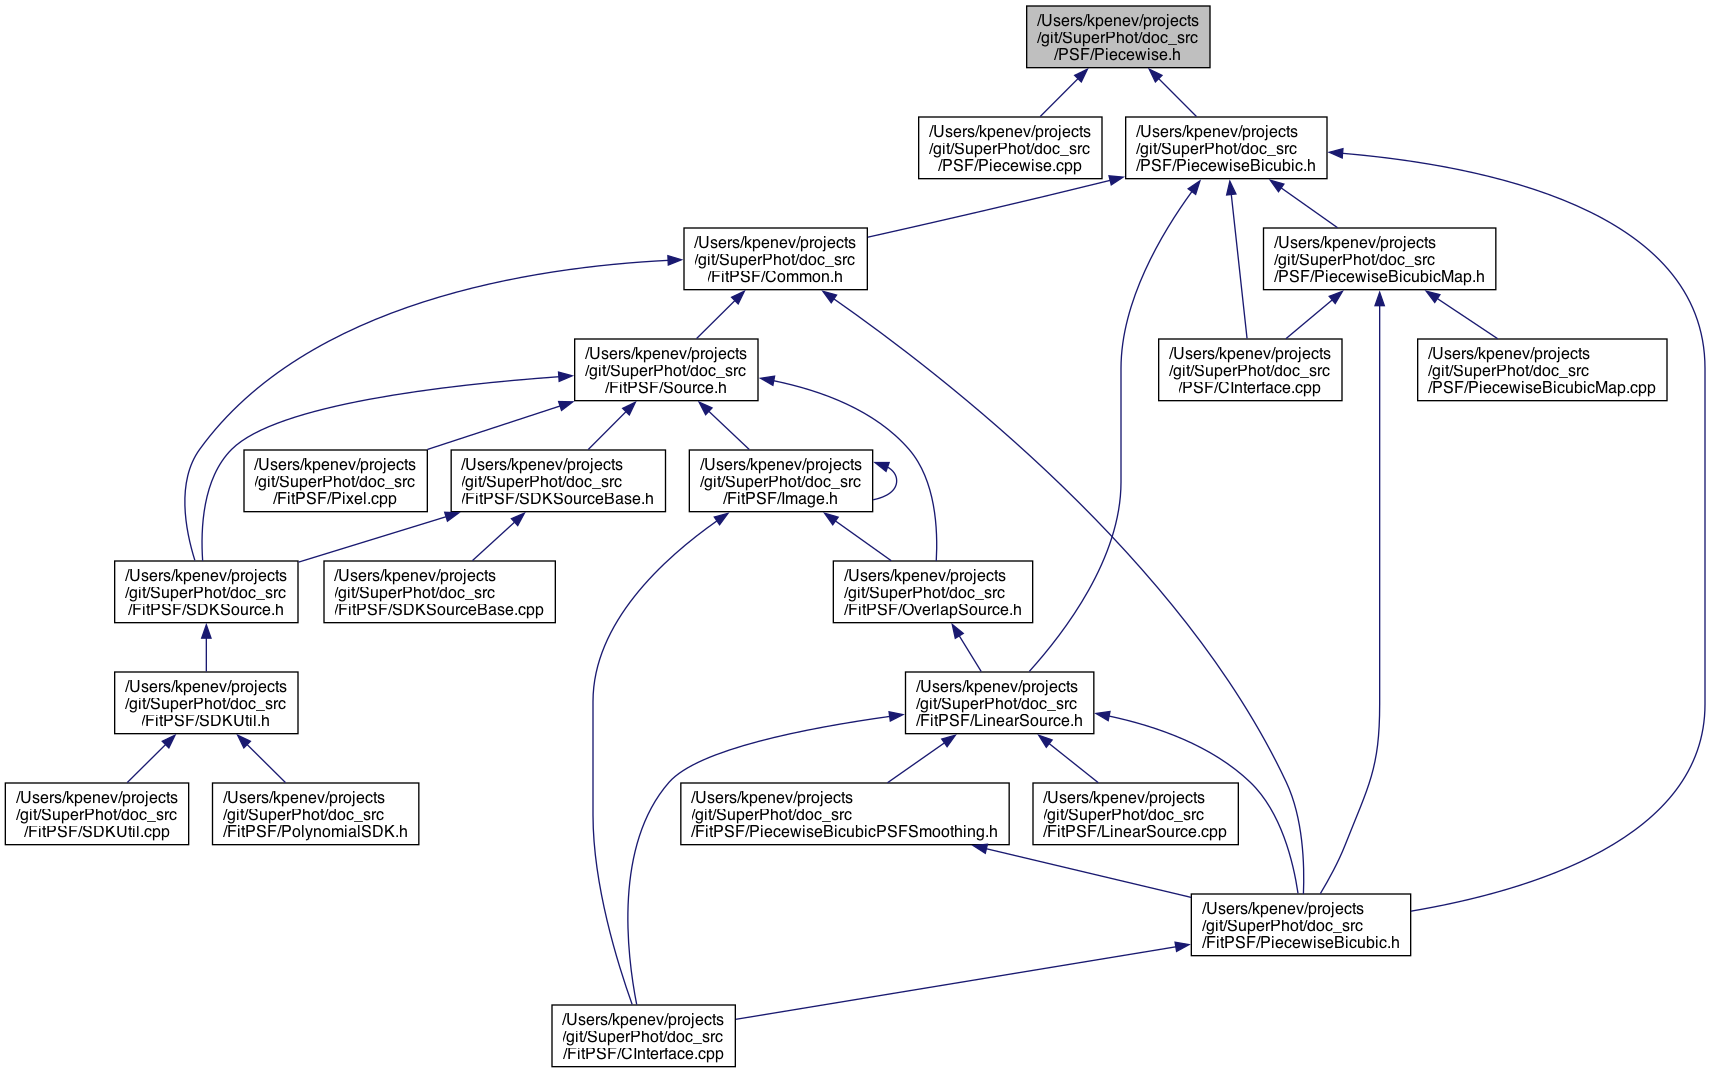 /Users/kpenev/projects
/git/SuperPhot/doc_src
/PSF/Piecewise.h
/Users/kpenev/projects
/git/SuperPhot/doc_src
/PSF/Piecewise.cpp
/Users/kpenev/projects
/git/SuperPhot/doc_src
/PSF/PiecewiseBicubic.h
/Users/kpenev/projects
/git/SuperPhot/doc_src
/FitPSF/Common.h
/Users/kpenev/projects
/git/SuperPhot/doc_src
/PSF/PiecewiseBicubicMap.h
/Users/kpenev/projects
/git/SuperPhot/doc_src
/FitPSF/Source.h
/Users/kpenev/projects
/git/SuperPhot/doc_src
/PSF/CInterface.cpp
/Users/kpenev/projects
/git/SuperPhot/doc_src
/PSF/PiecewiseBicubicMap.cpp
/Users/kpenev/projects
/git/SuperPhot/doc_src
/FitPSF/Pixel.cpp
/Users/kpenev/projects
/git/SuperPhot/doc_src
/FitPSF/SDKSourceBase.h
/Users/kpenev/projects
/git/SuperPhot/doc_src
/FitPSF/Image.h
/Users/kpenev/projects
/git/SuperPhot/doc_src
/FitPSF/SDKSource.h
/Users/kpenev/projects
/git/SuperPhot/doc_src
/FitPSF/SDKSourceBase.cpp
/Users/kpenev/projects
/git/SuperPhot/doc_src
/FitPSF/OverlapSource.h
/Users/kpenev/projects
/git/SuperPhot/doc_src
/FitPSF/SDKUtil.h
/Users/kpenev/projects
/git/SuperPhot/doc_src
/FitPSF/LinearSource.h
/Users/kpenev/projects
/git/SuperPhot/doc_src
/FitPSF/SDKUtil.cpp
/Users/kpenev/projects
/git/SuperPhot/doc_src
/FitPSF/PolynomialSDK.h
/Users/kpenev/projects
/git/SuperPhot/doc_src
/FitPSF/PiecewiseBicubicPSFSmoothing.h
/Users/kpenev/projects
/git/SuperPhot/doc_src
/FitPSF/LinearSource.cpp
/Users/kpenev/projects
/git/SuperPhot/doc_src
/FitPSF/PiecewiseBicubic.h
/Users/kpenev/projects
/git/SuperPhot/doc_src
/FitPSF/CInterface.cpp